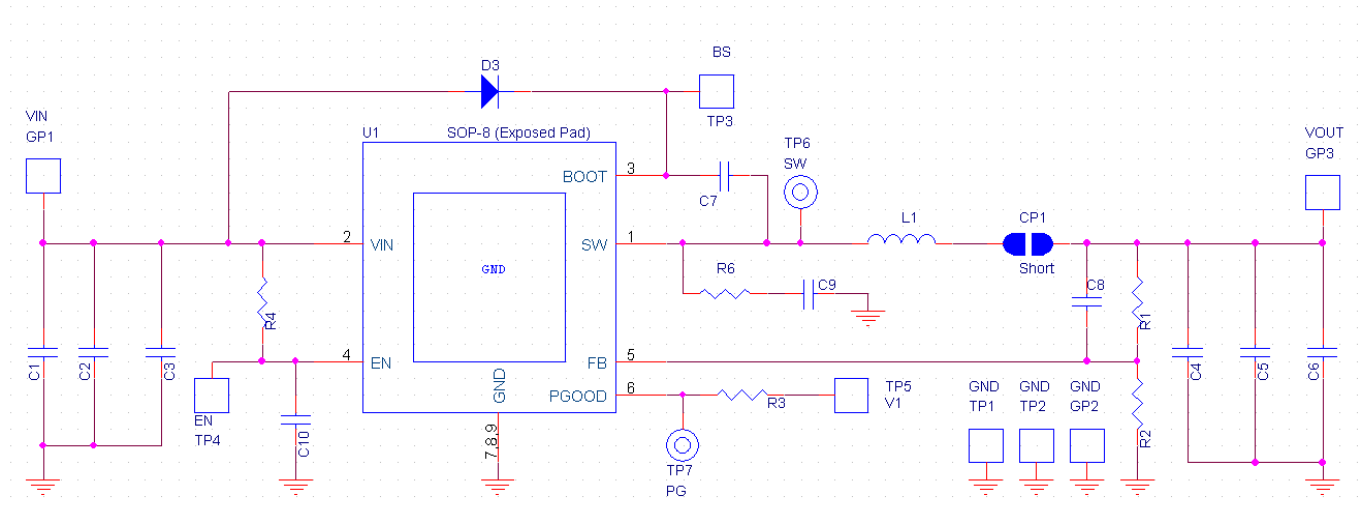 BS
D3
TP3
VIN
GP1
U1
SOP-8 (Exposed Pad)
VOUT
GP3
TP6
SW
BOOT
3
C7
2
VIN
SW
1
L1
CP1
Short
GND
R6
C9
C8
R4
R1
C1
C2
C3
4
EN
FB
5
C4
C5
C6
GND
PGOOD
6
R3
TP5
V1
GND
TP1
GND
TP2
GND
GP2
EN
TP4
C10
7,8,9
R2
TP7
PG